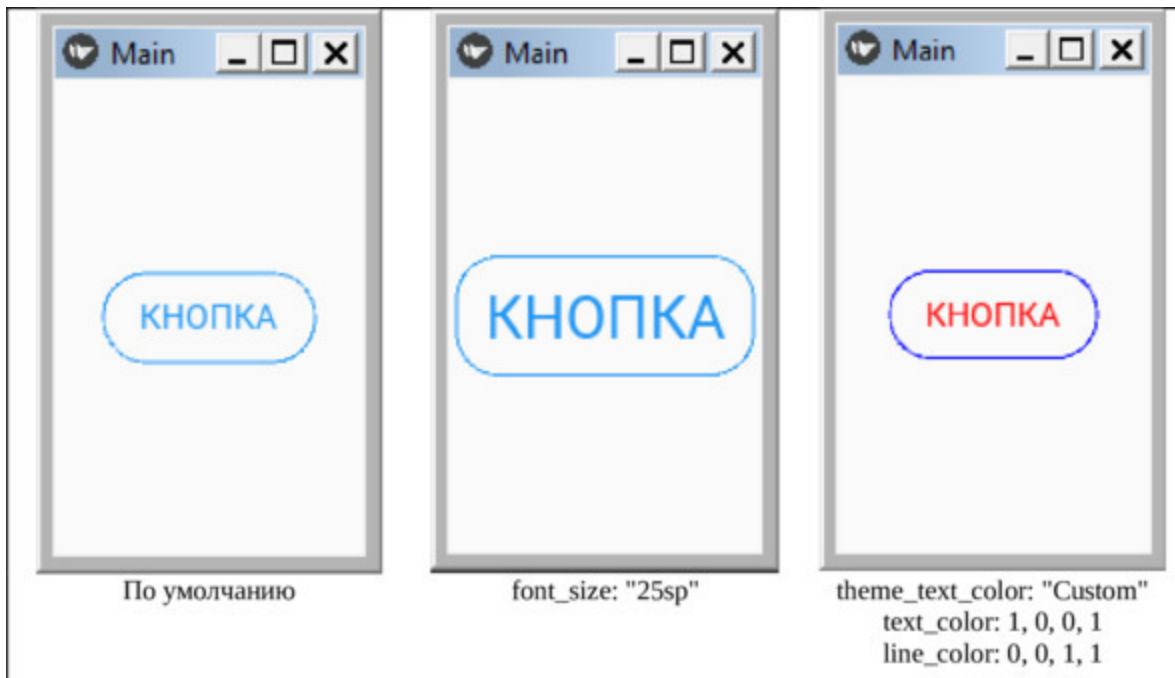 Main
Main
Main
КНОПКА
КНОПКА
КНОПКА
По умолчанию
font_size: "25sp"
theme_text_color: "Custom"
text_color: 1, 0, 0, 1
line_color: 0, 0, 1, 1